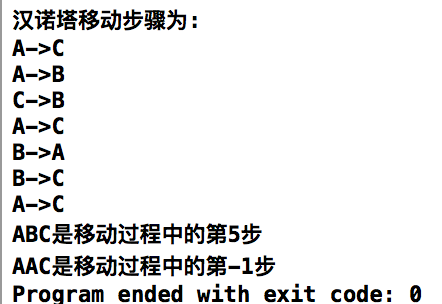 汉诺塔移动步骤为:
A->C
A->B
C->B
A->C
B->A
B->C
A->C
ABC是移动过程中的第5步
AAC是移动过程中的第-1步
Program ended with exit code: 0